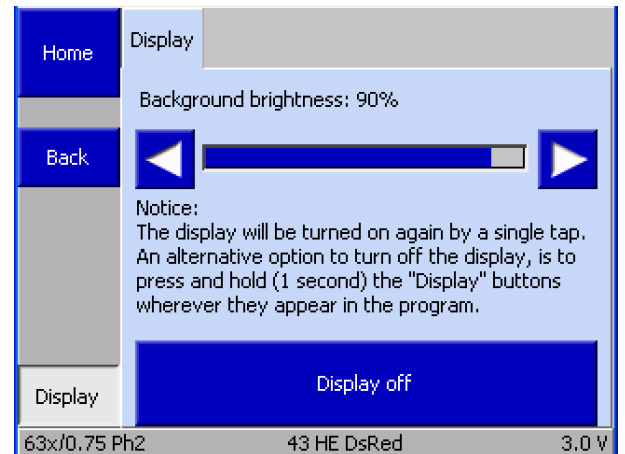 Home
Display
Background brightness: 90%
Back
Notice:
The display will be turned on again by a single tap.
An alternative option to turn off the display, is to
press and hold (1 second) the "Display" buttons
wherever they appear in the program.
Display off
Display
63x/0.75 Ph2 43 HE DsRed 3.0 V